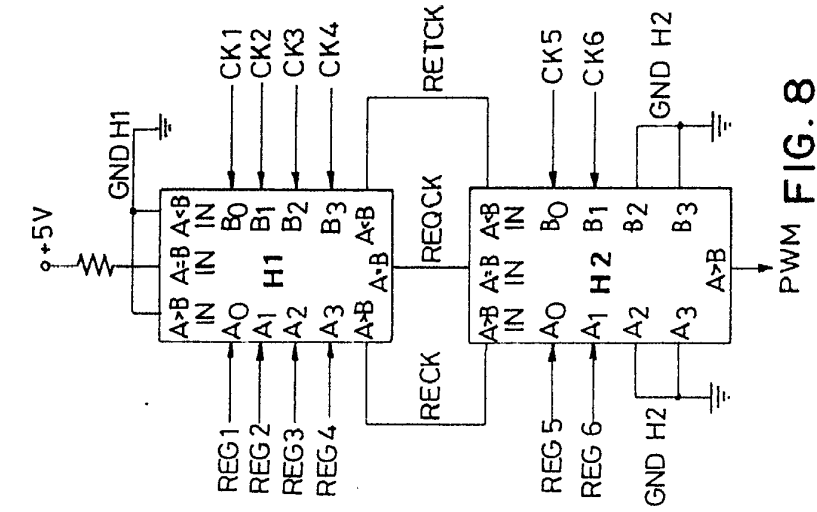 +5V
GND H1
A>B A=B A<B
IN IN IN
REG1 A0 B0 CK1
REG2 A1 H1 B1 CK2
REG3 A2 B2 CK3
REG4 A3 B3 CK4
A>B A=B A<B
RECK REQCK RETCK
A>B A=B A<B
IN IN IN
REG5 A0 B0 CK5
REG6 A1 H2 B1 CK6
A2 B2
GND H2 GND H2
A3 B3
A>B
PWM
FIG. 8